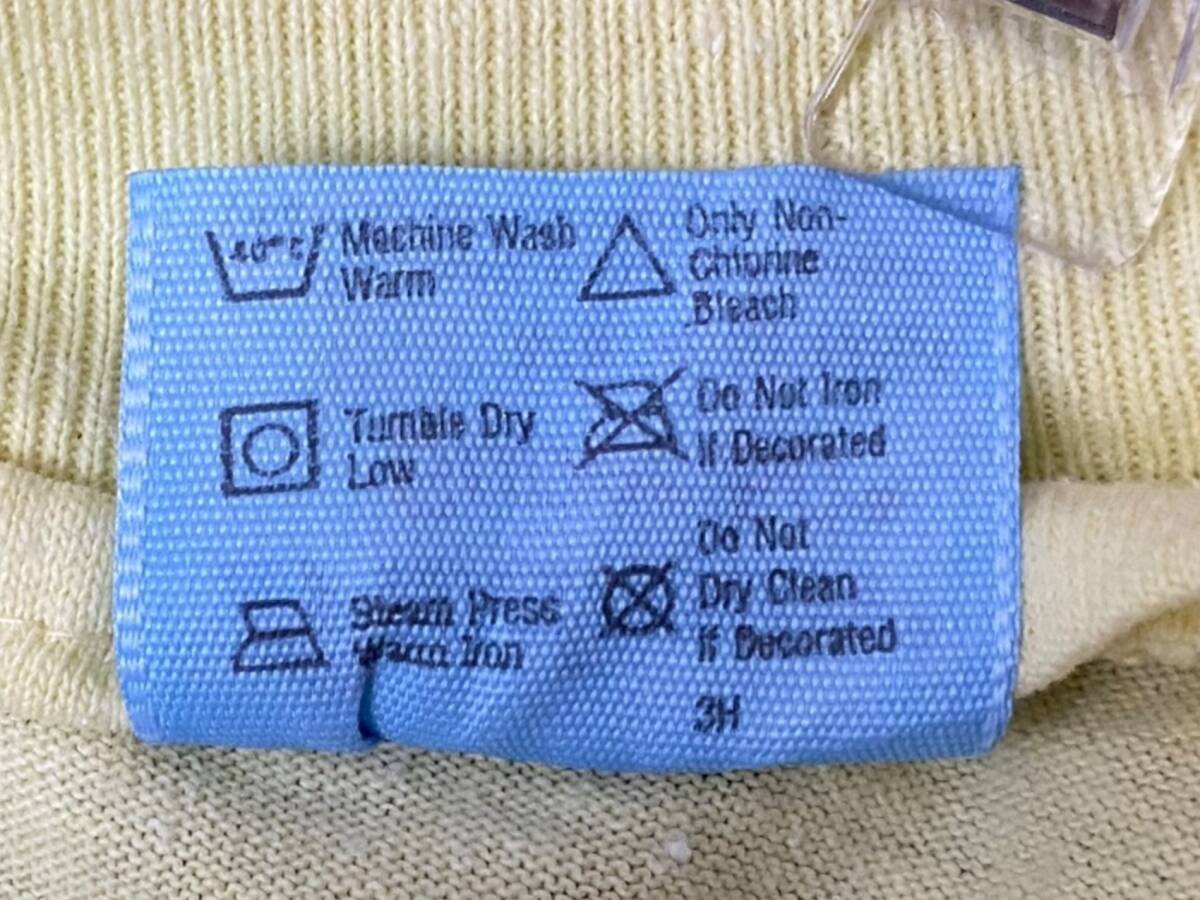 40°C
Machine Wash
Warm
Only Non-
Chlorine
Bleach
Tumble Dry
Low
Do Not Iron
If Decorated
Steam Press
Warm Iron
Do Not
Dry Clean
If Decorated
3H